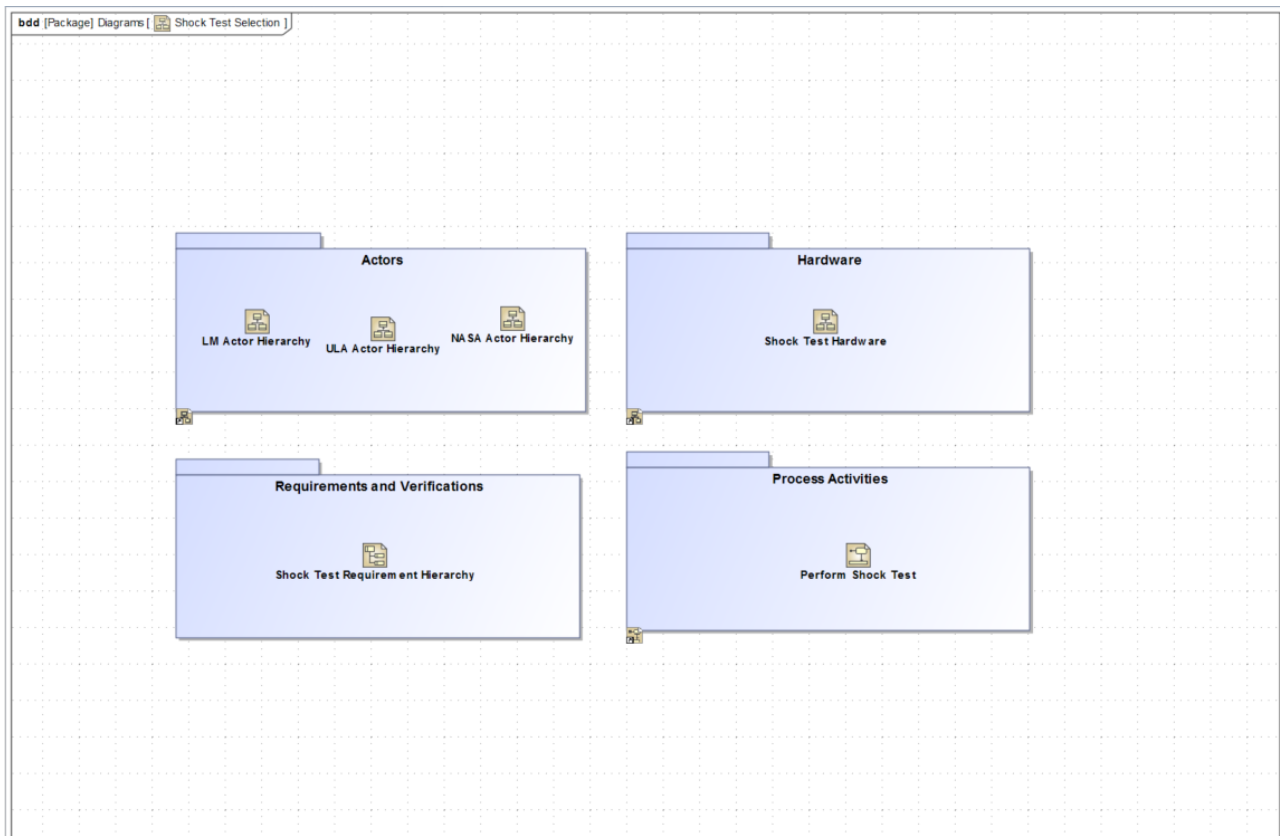 bdd [Package] Diagrams [ Shock Test Selection ]
Actors
LM Actor Hierarchy
ULA Actor Hierarchy
NASA Actor Hierarchy
Hardware
Shock Test Hardware
Requirements and Verifications
Shock Test Requirement Hierarchy
Process Activities
Perform Shock Test